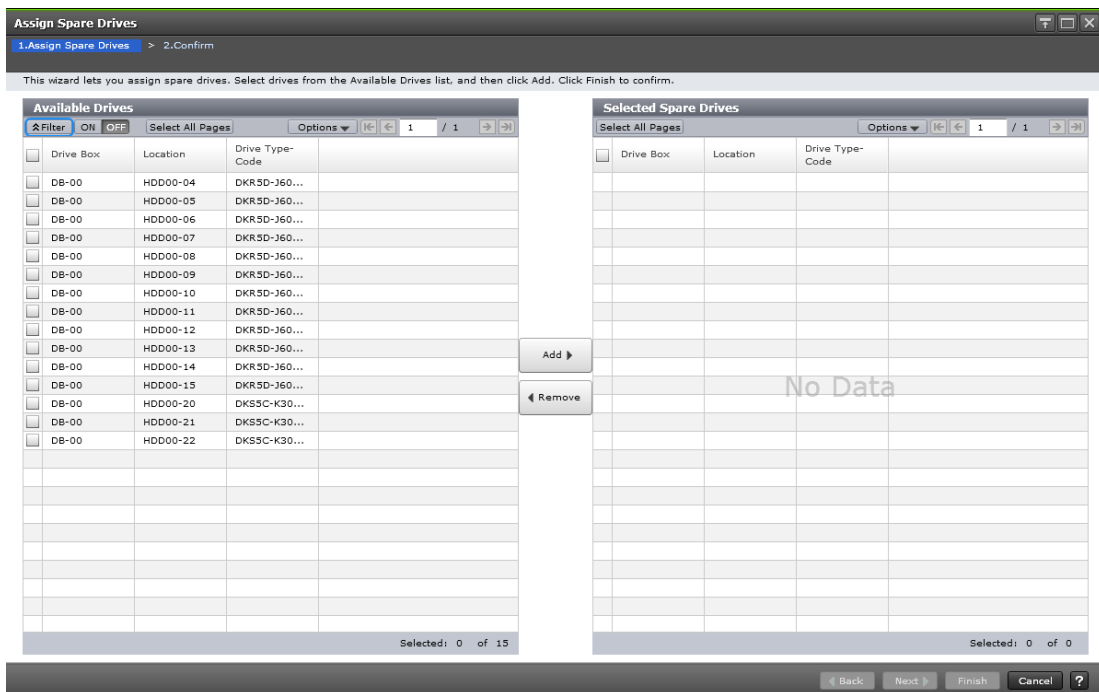 Assign Spare Drives
1.Assign Spare Drives > 2.Confirm
This wizard lets you assign spare drives. Select drives from the Available Drives list, and then click Add. Click Finish to confirm.
Available Drives
Filter ON OFF Select All Pages Options 1 / 1
Drive Box Location Drive Type-Code
DB-00 HDD00-04 DKR5D-J60...
DB-00 HDD00-05 DKR5D-J60...
DB-00 HDD00-06 DKR5D-J60...
DB-00 HDD00-07 DKR5D-J60...
DB-00 HDD00-08 DKR5D-J60...
DB-00 HDD00-09 DKR5D-J60...
DB-00 HDD00-10 DKR5D-J60...
DB-00 HDD00-11 DKR5D-J60...
DB-00 HDD00-12 DKR5D-J60...
DB-00 HDD00-13 DKR5D-J60...
DB-00 HDD00-14 DKR5D-J60...
DB-00 HDD00-15 DKR5D-J60...
DB-00 HDD00-20 DKS5C-K30...
DB-00 HDD00-21 DKS5C-K30...
DB-00 HDD00-22 DKS5C-K30...
Selected: 0 of 15
Add
Remove
Selected Spare Drives
Select All Pages Options 1 / 1
Drive Box Location Drive Type-Code
No Data
Selected: 0 of 0
Back Next Finish Cancel ?